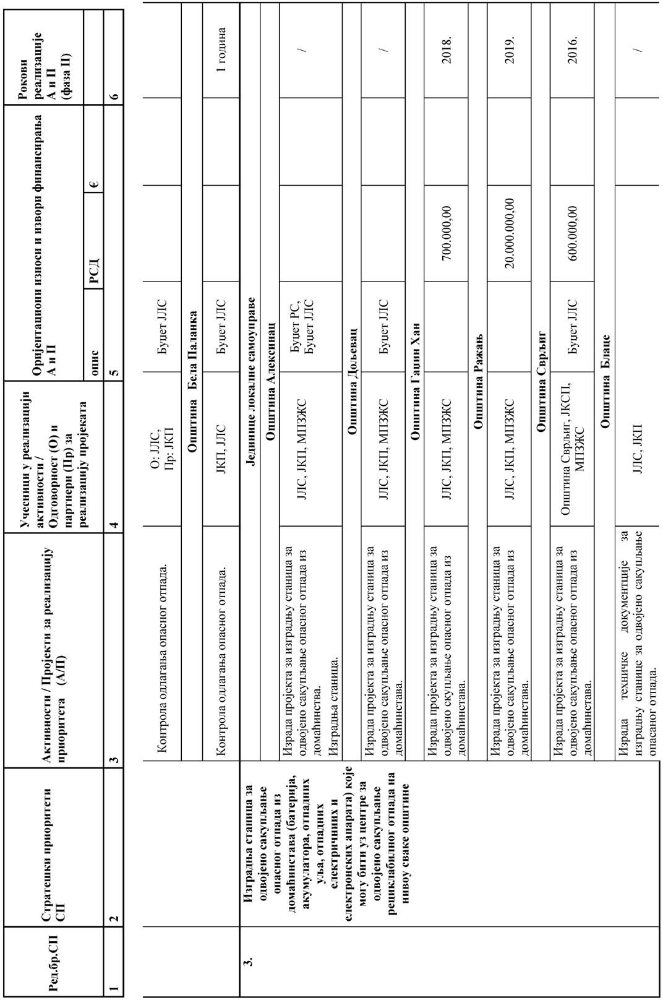 Ред.бр.СП
Стратешки приоритети
СП
Активности / Пројекти за реализацију
приоритета (А/П)
Учесници у реализацији
активности /
Одговорност (О) и
партнери (Пр) за
реализацију пројеката
Оријентациони износи и извори финансирања
А и П
Рокови
реализације
А и П
(фаза II)
опис
РСД
€
1
2
3
4
5
6
Контрола одлагања опасног отпада.
О: ЈЛС,
Пр: ЈКП
Буџет ЈЛС
Општина Бела Паланка
Контрола одлагања опасног отпада.
ЈКП, ЈЛС
Буџет ЈЛС
1 година
3.
Изградња станица за
одвојено сакупљање
опасног отпада из
домаћинстава (батерија,
акумулатора, отпадних
уља, отпадних
електричниих и
електронских апарата) које
могу бити уз центре за
одвојено сакупљање
рециклабилног отпада на
нивоу сваке општине
Јединице локалне самоуправе
Општина Алексинац
Израда пројекта за изградњу станица за
одвојено сакупљање опасног отпада из
домаћинства.
Изградња станица.
ЈЛС, ЈКП, МПЗЖС
Буџет РС,
Буџет ЈЛС
/
Општина Дољевац
Израда пројекта за изградњу станица за
одвојено сакупљање опасног отпада из
домаћинстава.
ЈЛС, ЈКП, МПЗЖС
Буџет ЈЛС
/
Општина Гаџин Хан
Израда пројекта за изградњу станица за
одвојено скупљање опасног отпада из
домаћинстава.
ЈЛС, ЈКП, МПЗЖС
700.000,00
2018.
Општина Ражањ
Израда пројекта за изградњу станица за
одвојено сакупљање опасног отпада из
домаћинстава.
ЈЛС, ЈКП, МПЗЖС
20.000.000,00
2019.
Општина Сврљиг
Израда пројекта за изградњу станица за
одвојено сакупљање опасног отпада из
домаћинстава.
Општина Сврљиг, ЈКСП,
МПЗЖС
Буџет ЈЛС
600.000,00
2016.
Општина Блаце
Израда техничке документције за
изградњу станице за одвојено сакупљање
опасаног отпада.
ЈЛС, ЈКП
/